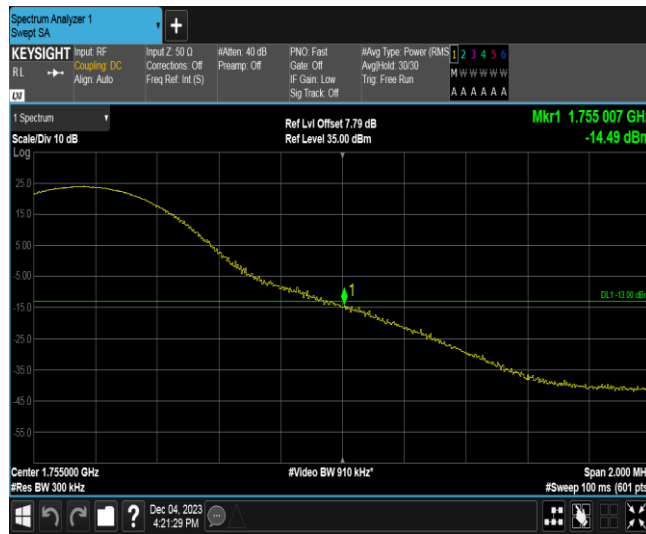 Spectrum Analyzer 1
Swept SA
+
KEYSIGHT
RL
LXI
Input: RF
Coupling: DC
Align: Auto
Input Z: 50 Ω
Corrections: Off
Freq Ref: Int (S)
#Atten: 40 dB
Preamp: Off
PNO: Fast
Gate: Off
IF Gain: Low
Sig Track: Off
#Avg Type: Power (RMS
Avg|Hold: 30/30
Trig: Free Run
1 2 3 4 5 6
M W W W W W
A A A A A A
1 Spectrum
Scale/Div 10 dB
Log
Ref Lvl Offset 7.79 dB
Ref Level 35.00 dBm
Mkr1 1.755 007 GHz
-14.49 dBm
25.0
15.0
5.00
-5.00
-15.0
-25.0
-35.0
-45.0
-55.0
1
DL1 -13.00 dBm
Center 1.755000 GHz
#Res BW 300 kHz
#Video BW 910 kHz*
Span 2.000 MH
#Sweep 100 ms (601 pts
?
Dec 04, 2023
4:21:29 PM